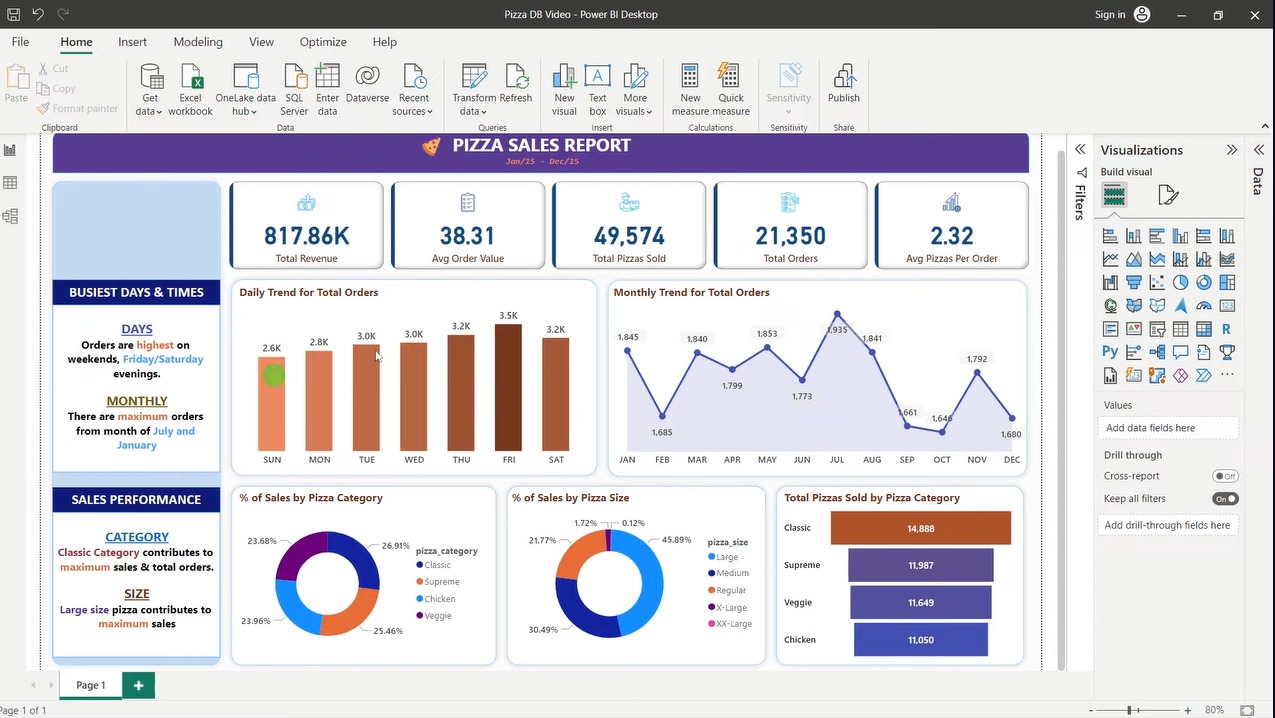 Pizza DB Video - Power BI Desktop
Sign in
File Home Insert Modeling View Optimize Help
Paste
Cut
Copy
Format painter
Clipboard
Get data
Excel workbook
OneLake data hub
SQL Server
Enter data
Dataverse
Recent sources
Data
Transform data
Refresh
Queries
New visual
Text box
More visuals
Insert
New measure
Quick measure
Calculations
Sensitivity
Sensitivity
Publish
Share
PIZZA SALES REPORT
Jan/15 - Dec/15
817.86K
Total Revenue
38.31
Avg Order Value
49,574
Total Pizzas Sold
21,350
Total Orders
2.32
Avg Pizzas Per Order
BUSIEST DAYS & TIMES
DAYS
Orders are highest on
weekends, Friday/Saturday
evenings.
MONTHLY
There are maximum orders
from month of July and
January
SALES PERFORMANCE
CATEGORY
Classic Category contributes to
maximum sales & total orders.
SIZE
Large size pizza contributes to
maximum sales
Daily Trend for Total Orders
2.6K 2.8K 3.0K 3.0K 3.2K 3.5K 3.2K
SUN MON TUE WED THU FRI SAT
Monthly Trend for Total Orders
1,845 1,685 1,840 1,799 1,853 1,773 1,935 1,841 1,661 1,646 1,792 1,680
JAN FEB MAR APR MAY JUN JUL AUG SEP OCT NOV DEC
% of Sales by Pizza Category
23.68%
26.91%
23.96%
25.46%
pizza_category
Classic
Supreme
Chicken
Veggie
% of Sales by Pizza Size
1.72%
0.12%
21.77%
45.89%
30.49%
pizza_size
Large
Medium
Regular
X-Large
XX-Large
Total Pizzas Sold by Pizza Category
Classic 14,888
Supreme 11,987
Veggie 11,649
Chicken 11,050
Filters
Visualizations
Build visual
R
Py
123
Values
Add data fields here
Drill through
Cross-report
Off
Keep all filters
On
Add drill-through fields here
Data
Page 1
Page 1 of 1
80%